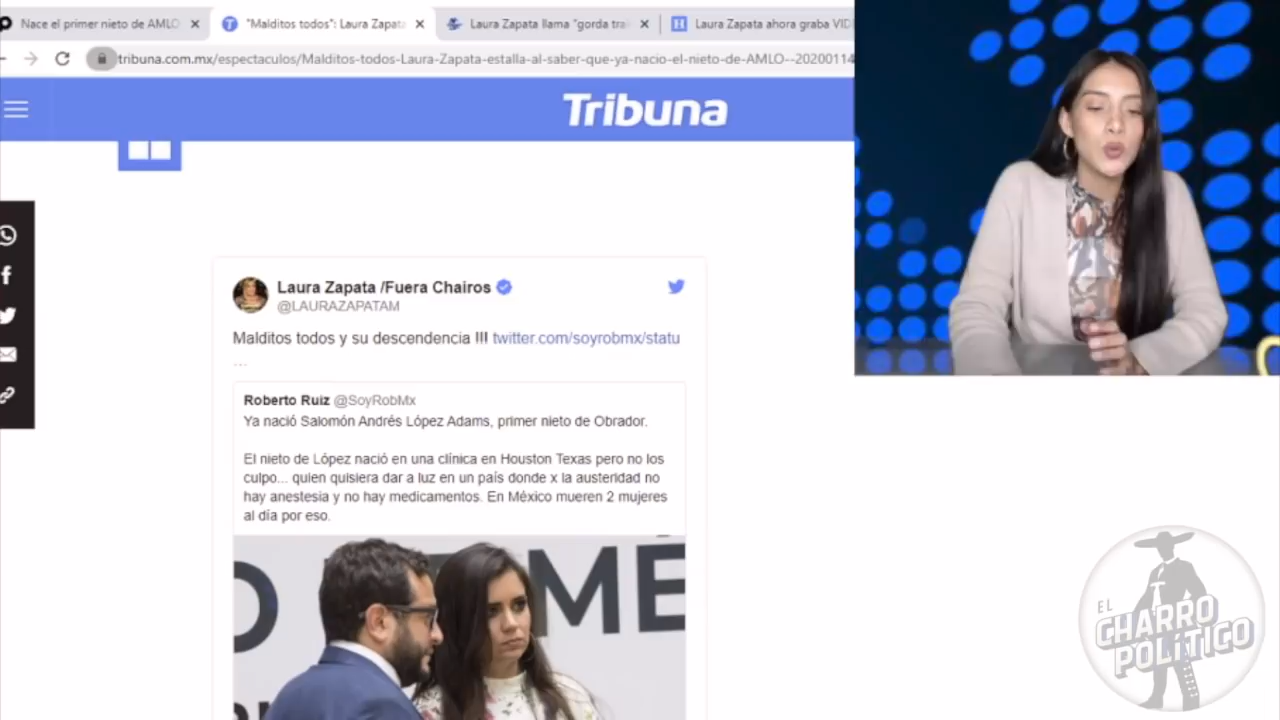 Nace el primer nieto de AMLO
"Malditos todos": Laura Zapata
Laura Zapata llama "gorda trai
Laura Zapata ahora graba VID
tribuna.com.mx/espectaculos/Malditos-todos-Laura-Zapata-estalla-al-saber-que-ya-nacio-el-nieto-de-AMLO--20200114
Tribuna
Laura Zapata /Fuera Chairos
@LAURAZAPATAM
Malditos todos y su descendencia !!! twitter.com/soyrobmx/statu
...
Roberto Ruiz @SoyRobMx
Ya nació Salomón Andrés López Adams, primer nieto de Obrador.
El nieto de López nació en una clínica en Houston Texas pero no los
culpo... quien quisiera dar a luz en un país donde x la austeridad no
hay anestesia y no hay medicamentos. En México mueren 2 mujeres
al día por eso.
O
MÉ
EL
CHARRO
POLÍTICO